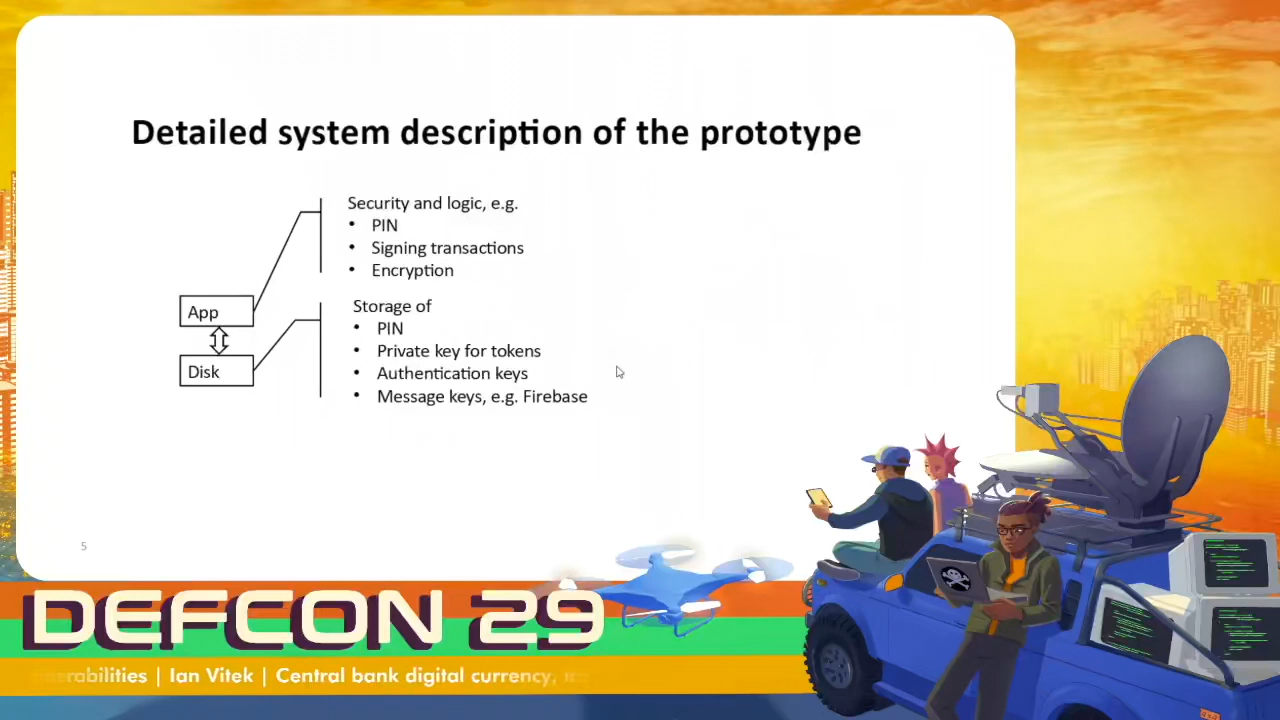 Detailed system description of the prototype
Security and logic, e.g.
• PIN
• Signing transactions
• Encryption
App
Storage of
• PIN
• Private key for tokens
• Authentication keys
• Message keys, e.g. Firebase
Disk
5
DEFCON 29
| Ian Vitek | Central bank digital currency,